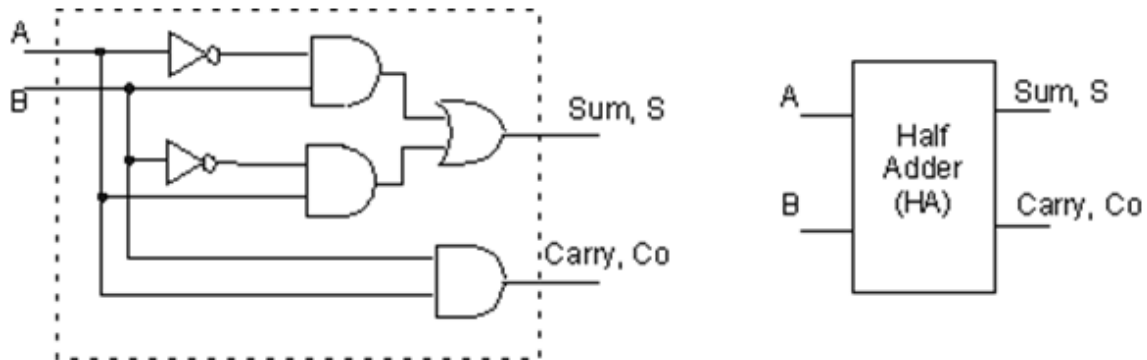 A
B
Sum, S
Carry, Co
A
B
Half
Adder
(HA)
Sum, S
Carry, Co